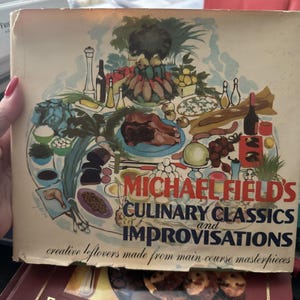 MICHAEL FIELD'S
CULINARY CLASSICS
and
IMPROVISATIONS
creative leftovers made from main course masterpieces